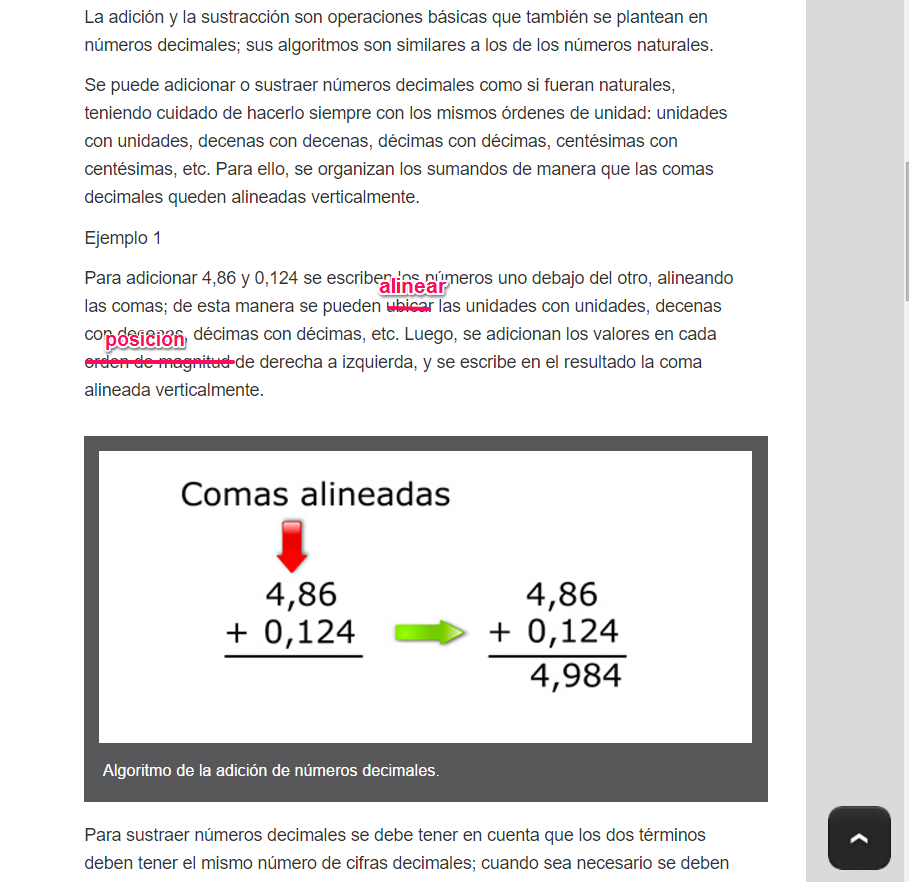 La adición y la sustracción son operaciones básicas que también se plantean en
números decimales; sus algoritmos son similares a los de los números naturales.
Se puede adicionar o sustraer números decimales como si fueran naturales,
teniendo cuidado de hacerlo siempre con los mismos órdenes de unidad: unidades
con unidades, decenas con decenas, décimas con décimas, centésimas con
centésimas, etc. Para ello, se organizan los sumandos de manera que las comas
decimales queden alineadas verticalmente.
Ejemplo 1
Para adicionar 4,86 y 0,124 se escriben los números uno debajo del otro, alineando
alinear
las comas; de esta manera se pueden ubicar las unidades con unidades, decenas
con decenas, décimas con décimas, etc. Luego, se adicionan los valores en cada
posición
orden de magnitud de derecha a izquierda, y se escribe en el resultado la coma
alineada verticalmente.
Comas alineadas
4,86 4,86
+ 0,124 + 0,124
4,984
Algoritmo de la adición de números decimales.
Para sustraer números decimales se debe tener en cuenta que los dos términos
deben tener el mismo número de cifras decimales; cuando sea necesario se deben